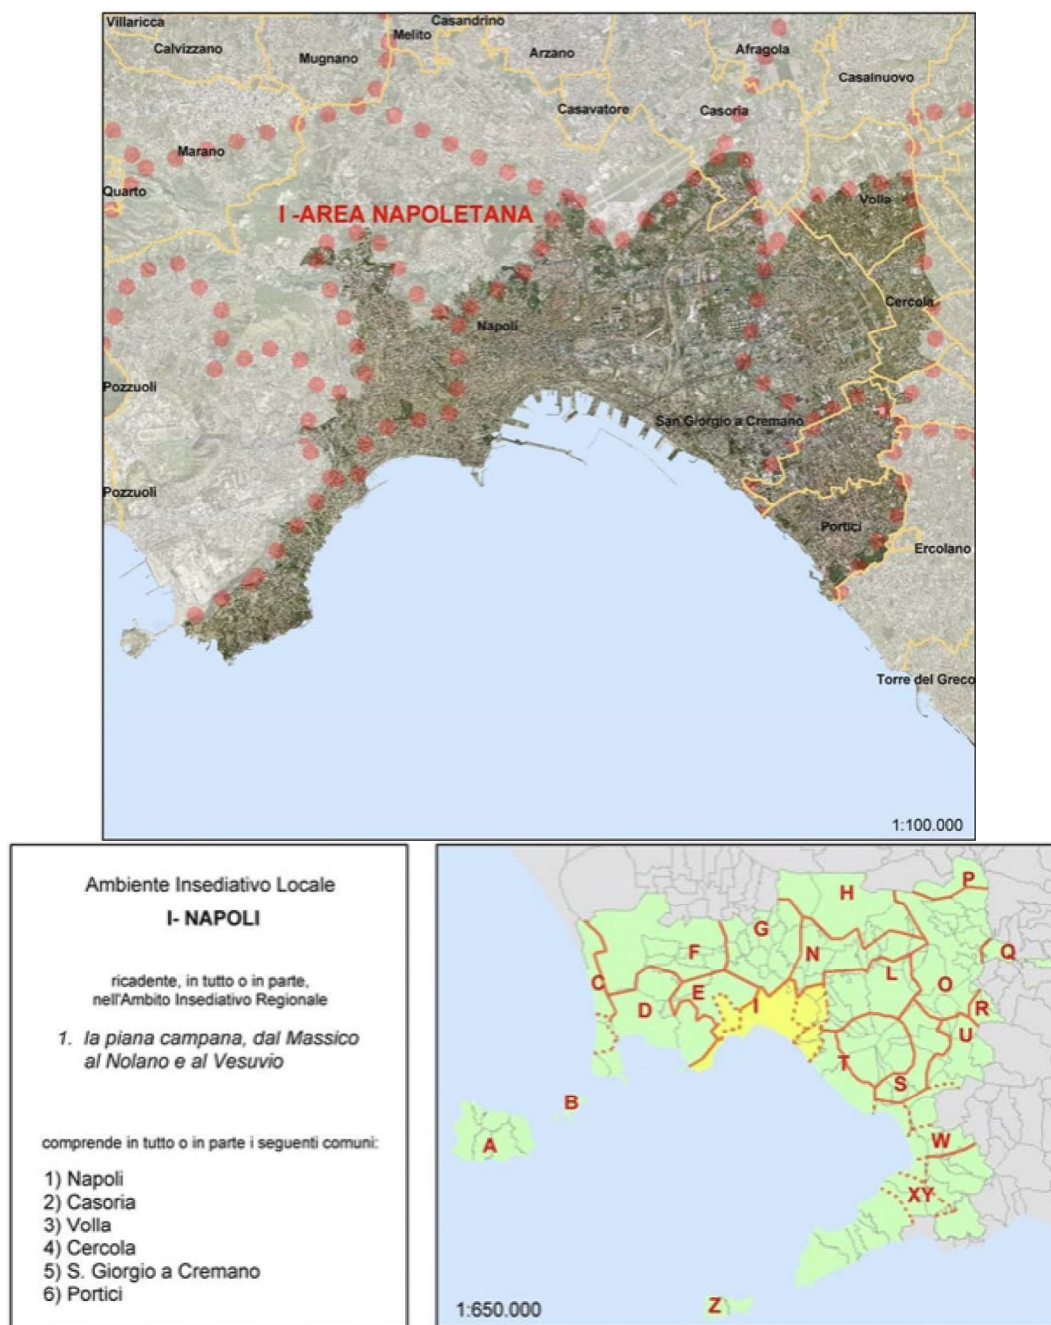 Villaricca
Casandrino
Calvizzano
Melito
Mugnano
Arzano
Afragola
Casalnuovo
Casavatore
Casoria
Marano
Quarto
Volla
I -AREA NAPOLETANA
Cercola
Napoli
Pozzuoli
San Giorgio a Cremano
Pozzuoli
Portici
Ercolano
Torre del Greco
1:100.000
Ambiente Insediativo Locale
I- NAPOLI
ricadente, in tutto o in parte,
nell'Ambito Insediativo Regionale
1. la piana campana, dal Massico
al Nolano e al Vesuvio
comprende in tutto o in parte i seguenti comuni:
1) Napoli
2) Casoria
3) Volla
4) Cercola
5) S. Giorgio a Cremano
6) Portici
P
H
G
F
N
Q
L
C
E
O
D
I
R
U
T
S
B
A
W
XY
Z
1:650.000